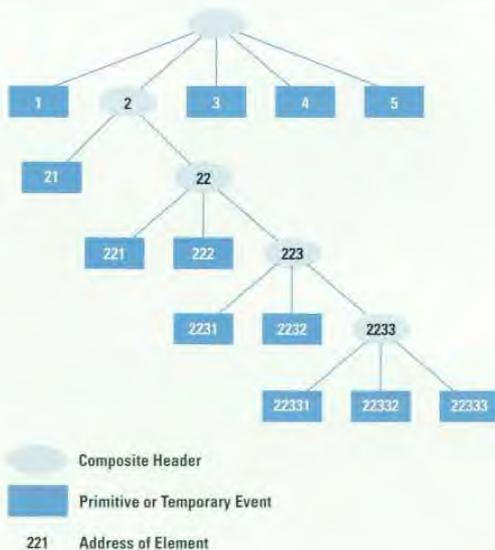 1 2 3 4 5
21 22
221 222 223
2231 2232 2233
22331 22332 22333
Composite Header
Primitive or Temporary Event
221 Address of Element